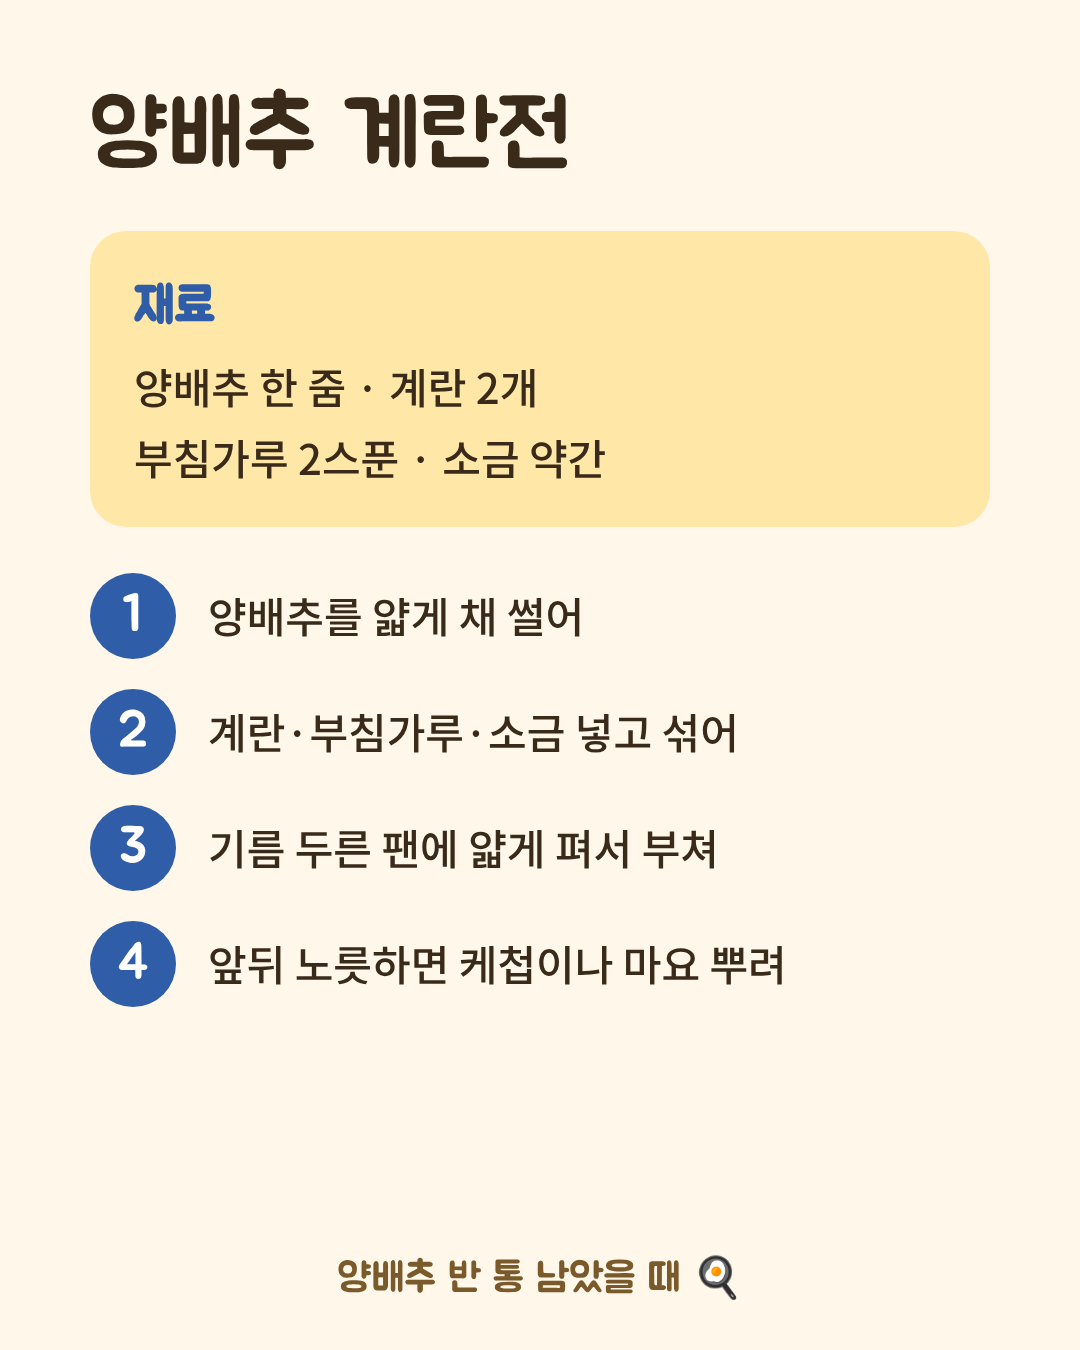 양배추 계란전
재료
양배추 한 줌 · 계란 2개
부침가루 2스푼 · 소금 약간
1 양배추를 얇게 채 썰어
2 계란·부침가루·소금 넣고 섞어
3 기름 두른 팬에 얇게 펴서 부쳐
4 앞뒤 노릇하면 케첩이나 마요 뿌려
양배추 반 통 남았을 때 🍳